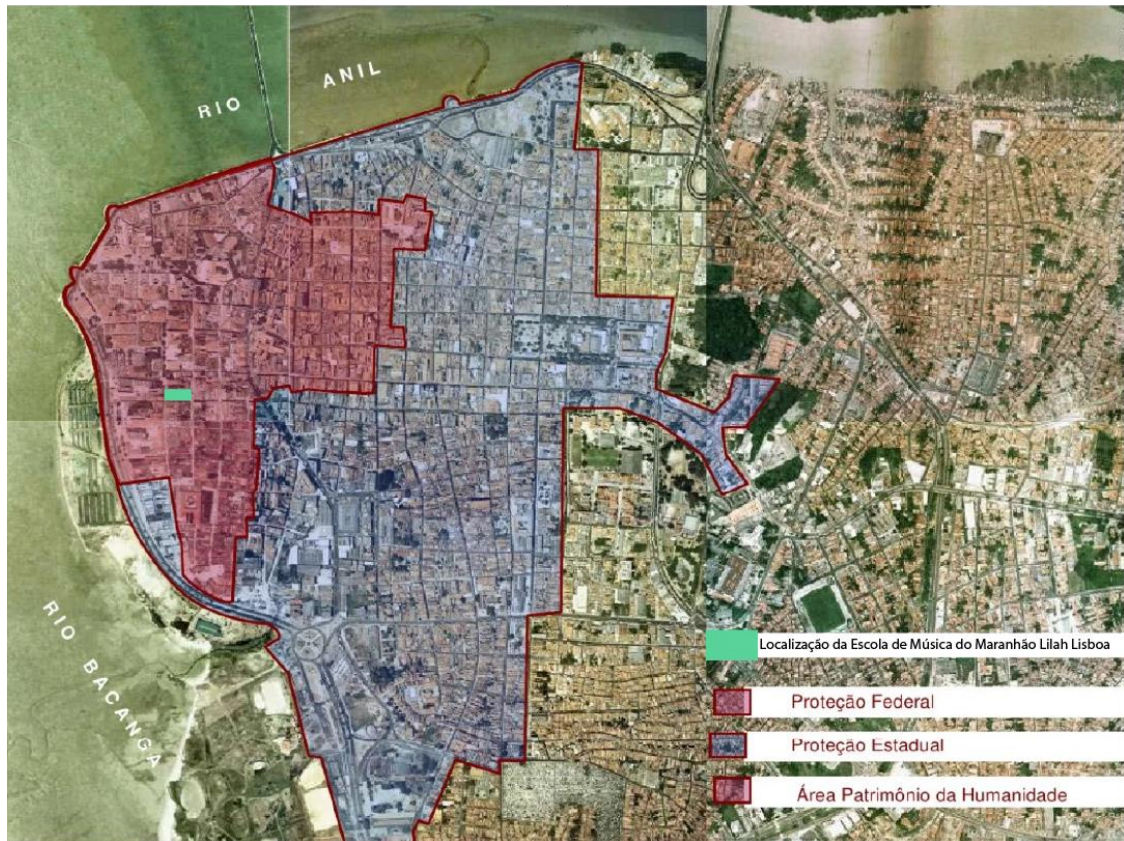 RIO
ANIL
RIO
BACANGA
Localização da Escola de Música do Maranhão Lilah Lisboa
Proteção Federal
Proteção Estadual
Área Patrimônio da Humanidade